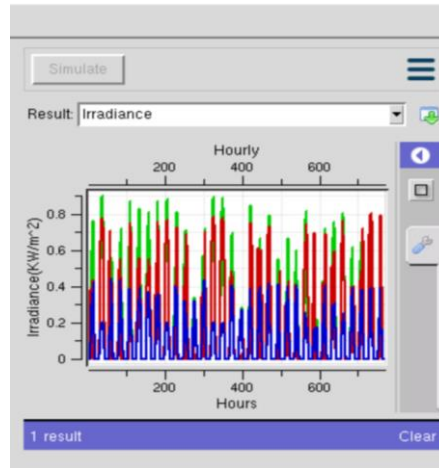 Simulate
Result: Irradiance
Hourly
200 400 600
0.8
0.6
0.4
0.2
0
Irradiance(KW/m^2)
200 400 600
Hours
1 result Clear